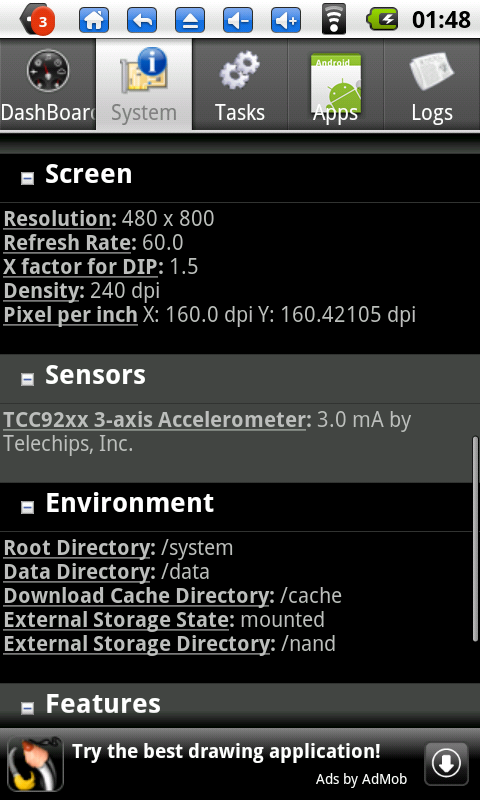 3
01:48
DashBoar
System
Tasks
Android
Apps
Logs
Screen
Resolution: 480 x 800
Refresh Rate: 60.0
X factor for DIP: 1.5
Density: 240 dpi
Pixel per inch X: 160.0 dpi Y: 160.42105 dpi
Sensors
TCC92xx 3-axis Accelerometer: 3.0 mA by
Telechips, Inc.
Environment
Root Directory: /system
Data Directory: /data
Download Cache Directory: /cache
External Storage State: mounted
External Storage Directory: /nand
Features
Try the best drawing application!
Ads by AdMob